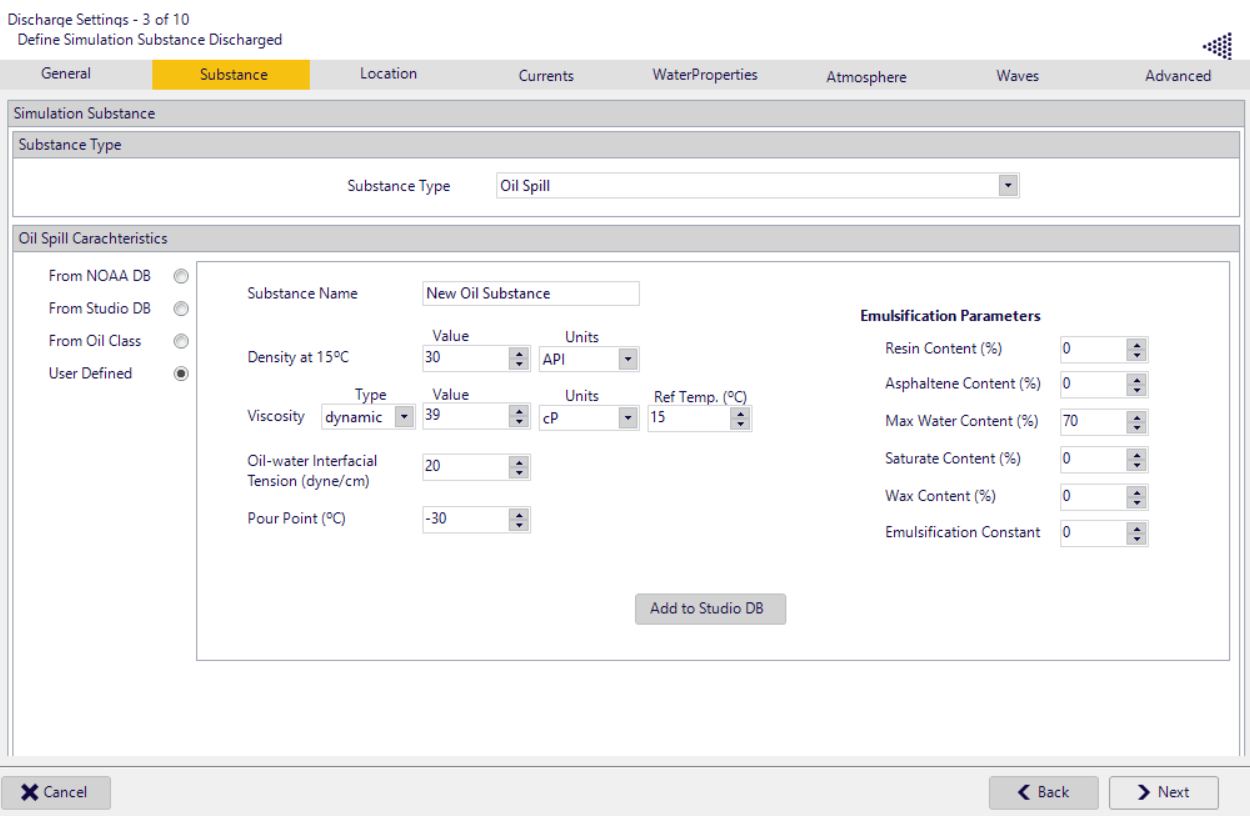 Discharge Settings - 3 of 10
Define Simulation Substance Discharged
General Substance Location Currents WaterProperties Atmosphere Waves Advanced
Simulation Substance
Substance Type
Substance Type Oil Spill
Oil Spill Carachteristics
From NOAA DB
From Studio DB
From Oil Class
User Defined
Substance Name New Oil Substance
Value Units
Density at 15ºC 30 API
Type Value Units Ref Temp. (ºC)
Viscosity dynamic 39 cP 15
Oil-water Interfacial
Tension (dyne/cm) 20
Pour Point (ºC) -30
Emulsification Parameters
Resin Content (%) 0
Asphaltene Content (%) 0
Max Water Content (%) 70
Saturate Content (%) 0
Wax Content (%) 0
Emulsification Constant 0
Add to Studio DB
Cancel Back Next